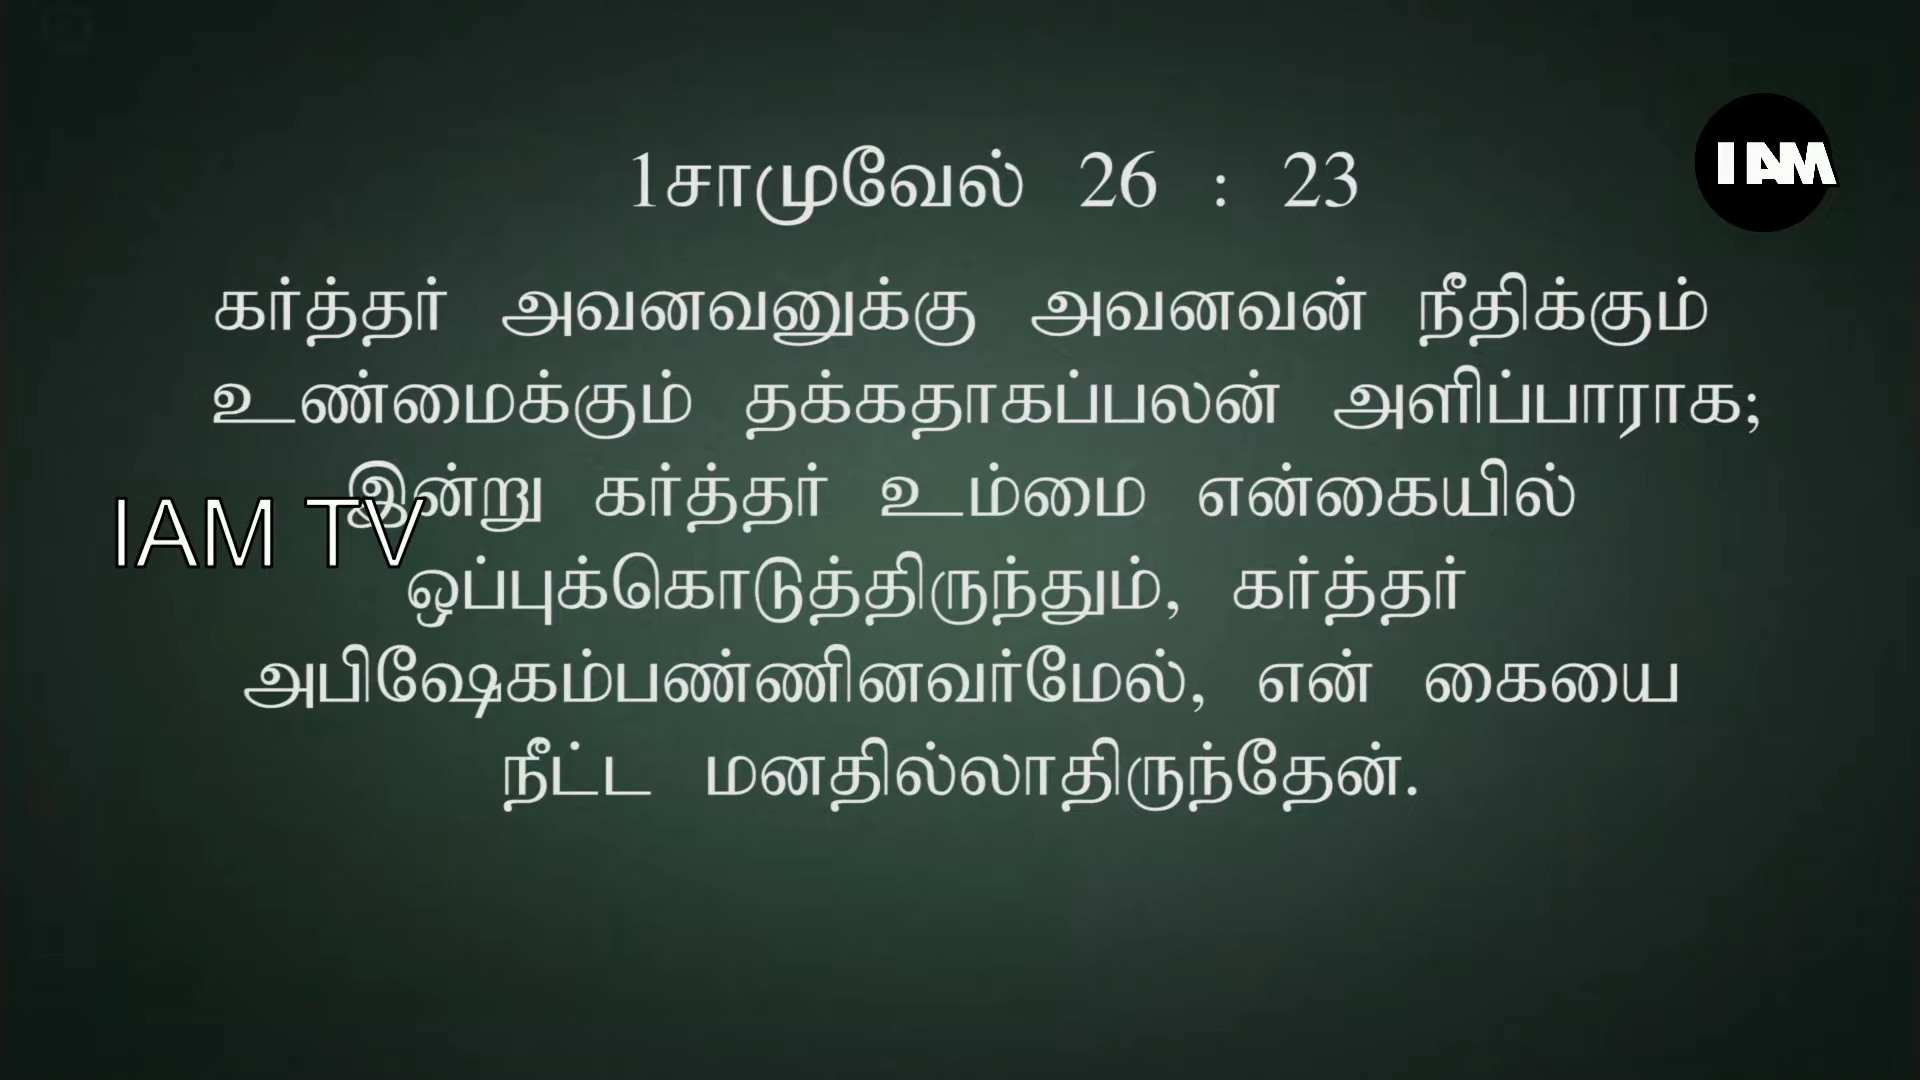 I AM
1சாமுவேல் 26 : 23
கர்த்தர் அவனவனுக்கு அவனவன் நீதிக்கும்
உண்மைக்கும் தக்கதாகப்பலன் அளிப்பாராக;
இன்று கர்த்தர் உம்மை என்கையில்
IAM TV
ஒப்புக்கொடுத்திருந்தும், கர்த்தர்
அபிஷேகம்பண்ணினவர்மேல், என் கையை
நீட்ட மனதில்லாதிருந்தேன்.